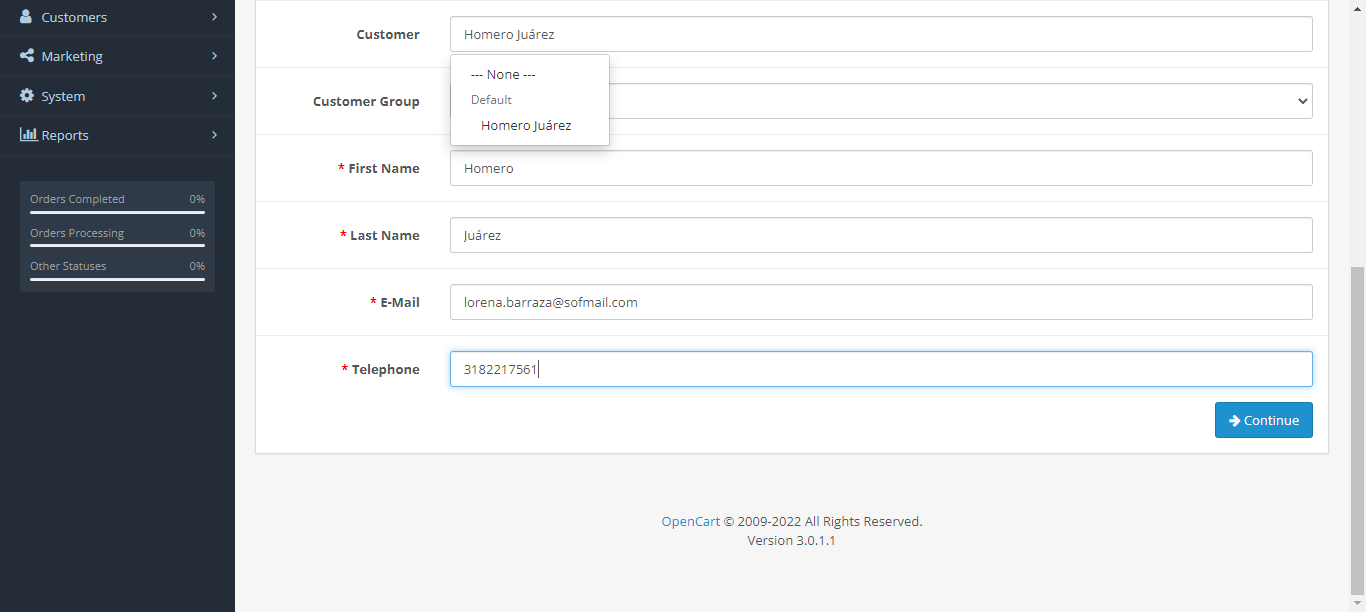 Customers
Marketing
System
Reports
Orders Completed 0%
Orders Processing 0%
Other Statuses 0%
Customer Homero Juárez
--- None ---
Default
Homero Juárez
Customer Group
* First Name Homero
* Last Name Juárez
* E-Mail lorena.barraza@sofmail.com
* Telephone 3182217561
Continue
OpenCart © 2009-2022 All Rights Reserved.
Version 3.0.1.1